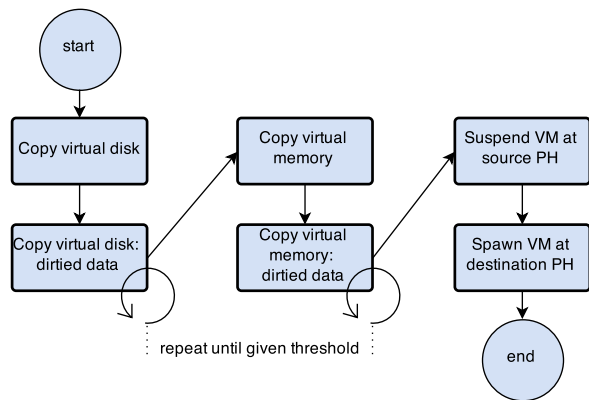 start
Copy virtual disk
Copy virtual disk:
dirtied data
Copy virtual
memory
Copy virtual
memory:
dirtied data
repeat until given threshold
Suspend VM at
source PH
Spawn VM at
destination PH
end